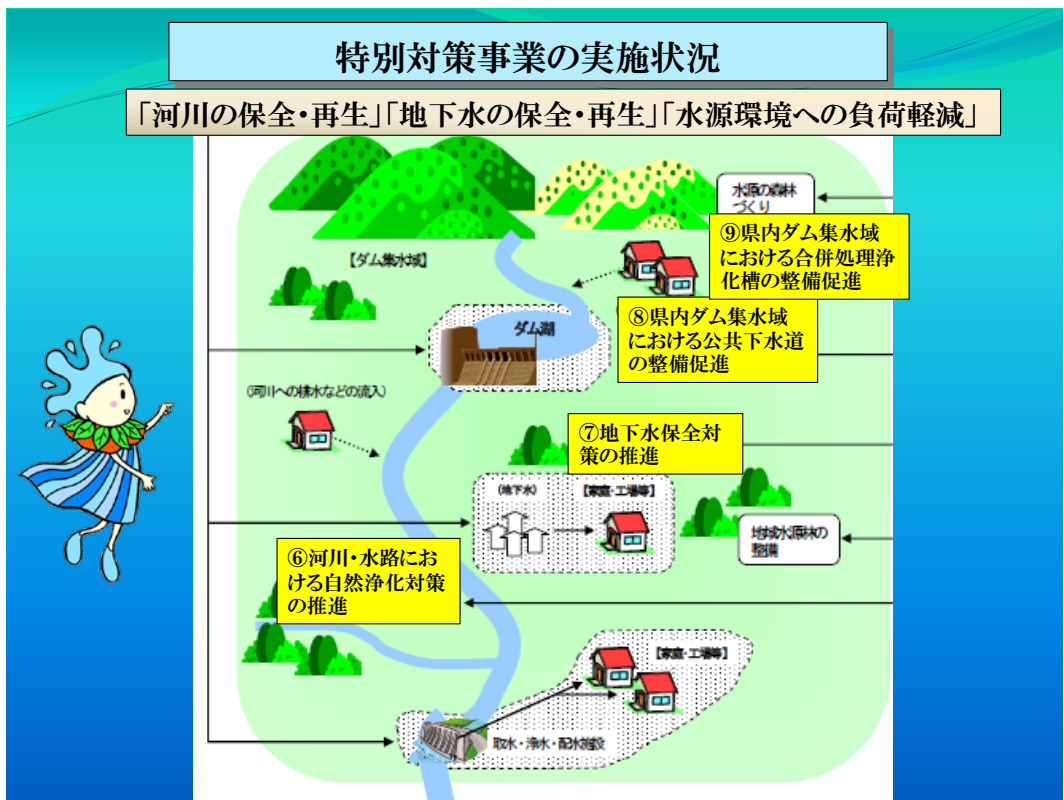 特別対策事業の実施状況
「河川の保全・再生」「地下水の保全・再生」「水源環境への負荷軽減」
水源の森林
づくり
⑨県内ダム集水域
における合併処理浄
化槽の整備促進
【ダム集水域】
⑧県内ダム集水域
における公共下水道
の整備促進
ダム湖
(河川への排水などの流入)
⑦地下水保全対
策の推進
(地下水)
【家庭・工場等】
地域水源林の
整備
⑥河川・水路にお
ける自然浄化対策
の推進
【家庭・工場等】
取水・浄水・配水施設